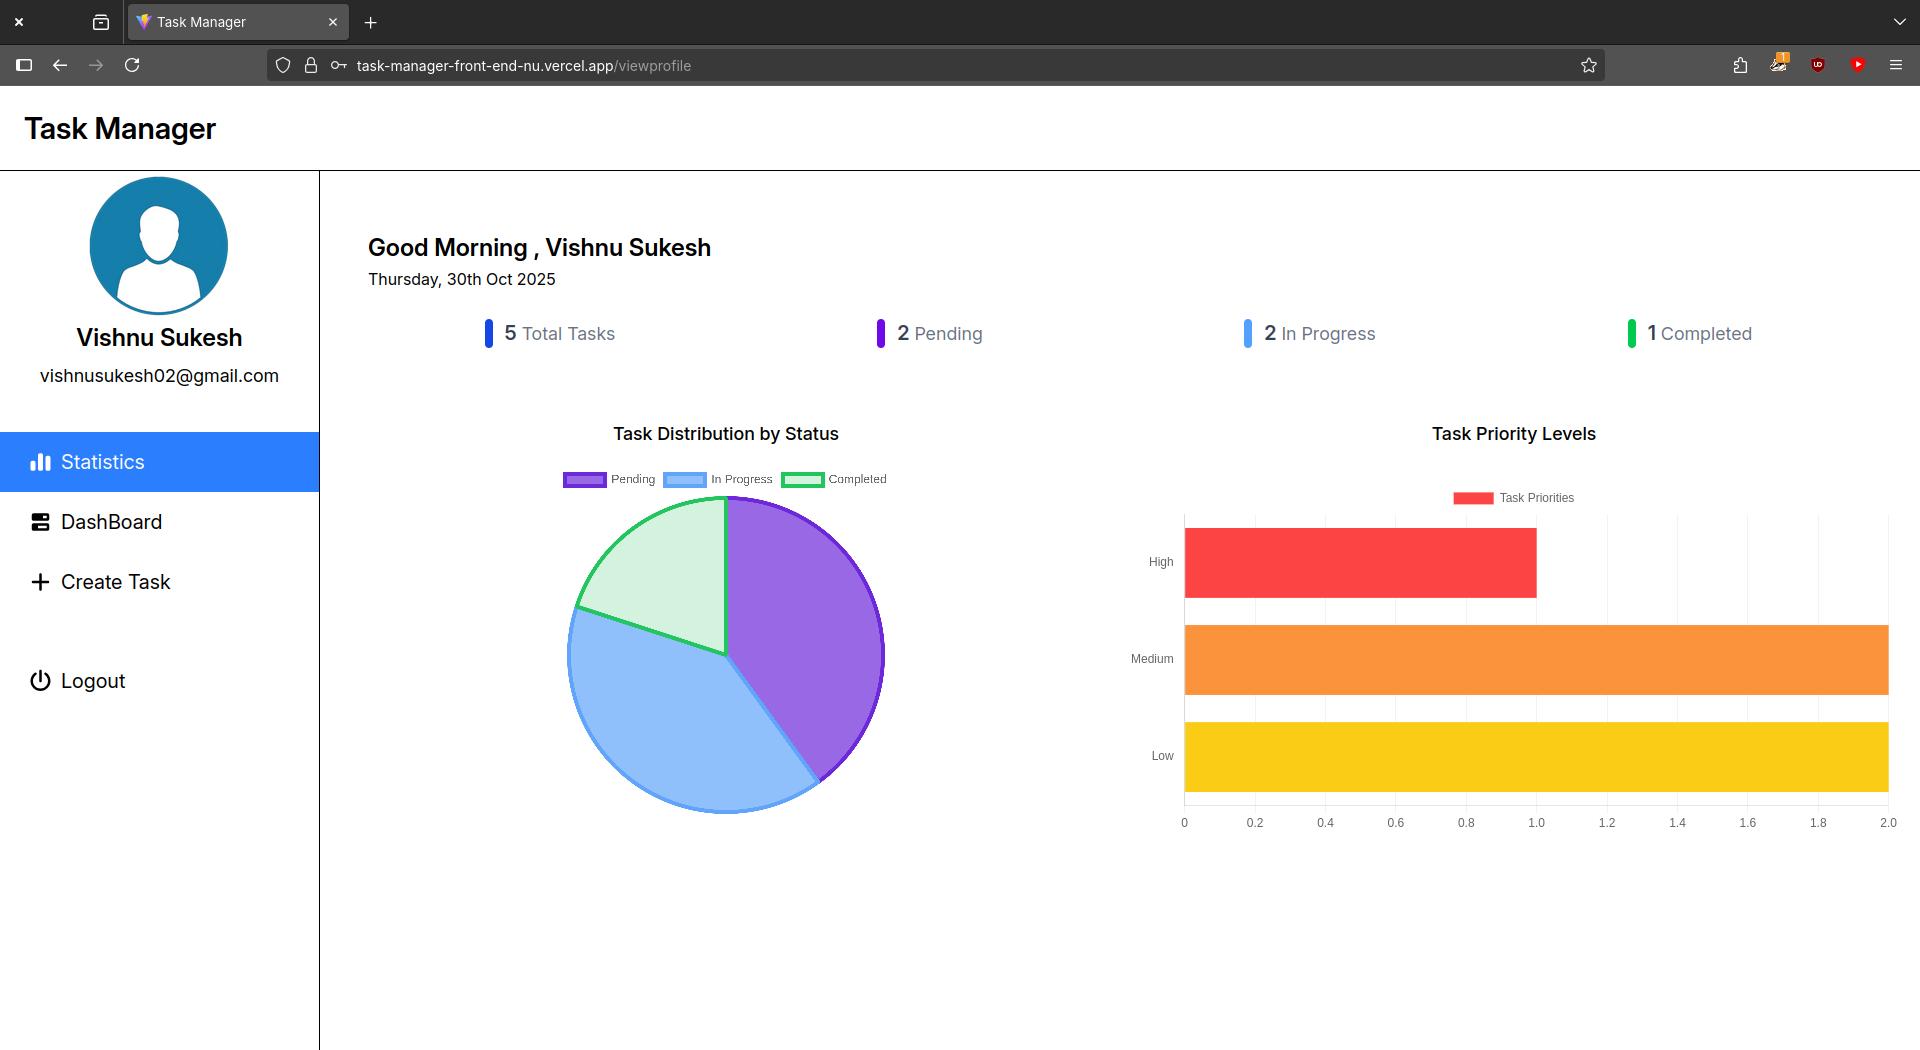 Task Manager
task-manager-front-end-nu.vercel.app/viewprofile
1
UO
Task Manager
Vishnu Sukesh
vishnusukesh02@gmail.com
Statistics
DashBoard
Create Task
Logout
Good Morning , Vishnu Sukesh
Thursday, 30th Oct 2025
5 Total Tasks
2 Pending
2 In Progress
1 Completed
Task Distribution by Status
Pending In Progress Completed
Task Priority Levels
Task Priorities
High
Medium
Low
0 0.2 0.4 0.6 0.8 1.0 1.2 1.4 1.6 1.8 2.0